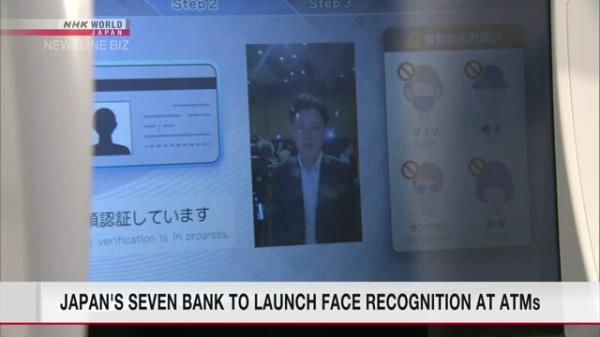 NHK WORLD
JAPAN
NEWSLINE BIZ
Step 2
Step 3
マスク
帽子
サングラス
顔認証しています
verification is in progress.
JAPAN'S SEVEN BANK TO LAUNCH FACE RECOGNITION AT ATMs